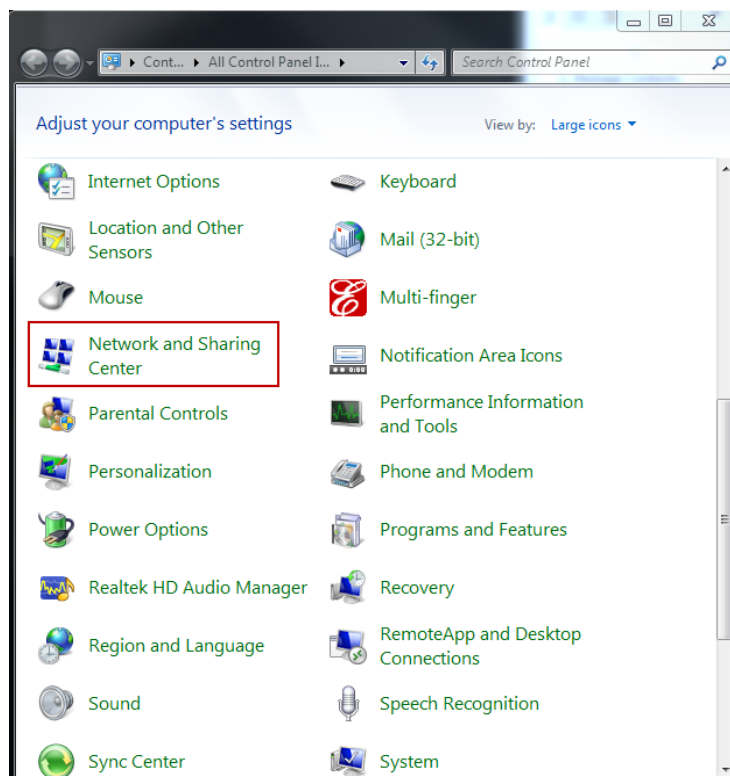 Cont... All Control Panel I... Search Control Panel
Adjust your computer's settings View by: Large icons
Internet Options Keyboard
Location and Other
Sensors
Mail (32-bit)
Mouse Multi-finger
Network and Sharing
Center
Notification Area Icons
Parental Controls
Performance Information
and Tools
Personalization Phone and Modem
Power Options Programs and Features
Realtek HD Audio Manager Recovery
Region and Language
RemoteApp and Desktop
Connections
Sound Speech Recognition
Sync Center System